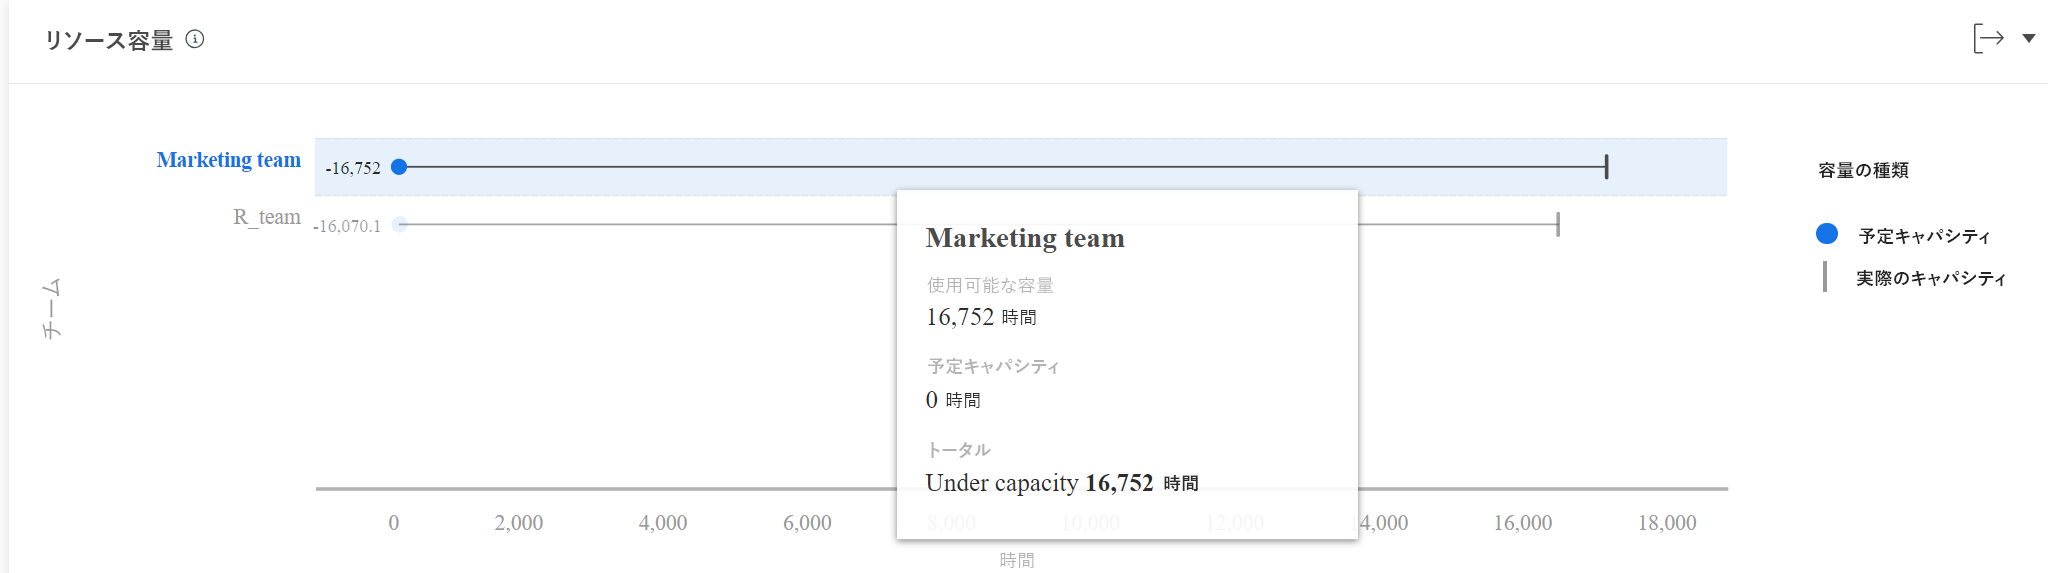 リソース容量
Marketing team
-16,752
R_team
-16,070.1
チーム
Marketing team
使用可能な容量
16,752 時間
予定キャパシティ
0 時間
トータル
Under capacity 16,752 時間
0
2,000
4,000
6,000
8,000
10,000
12,000
14,000
16,000
18,000
時間
容量の種類
予定キャパシティ
実際のキャパシティ